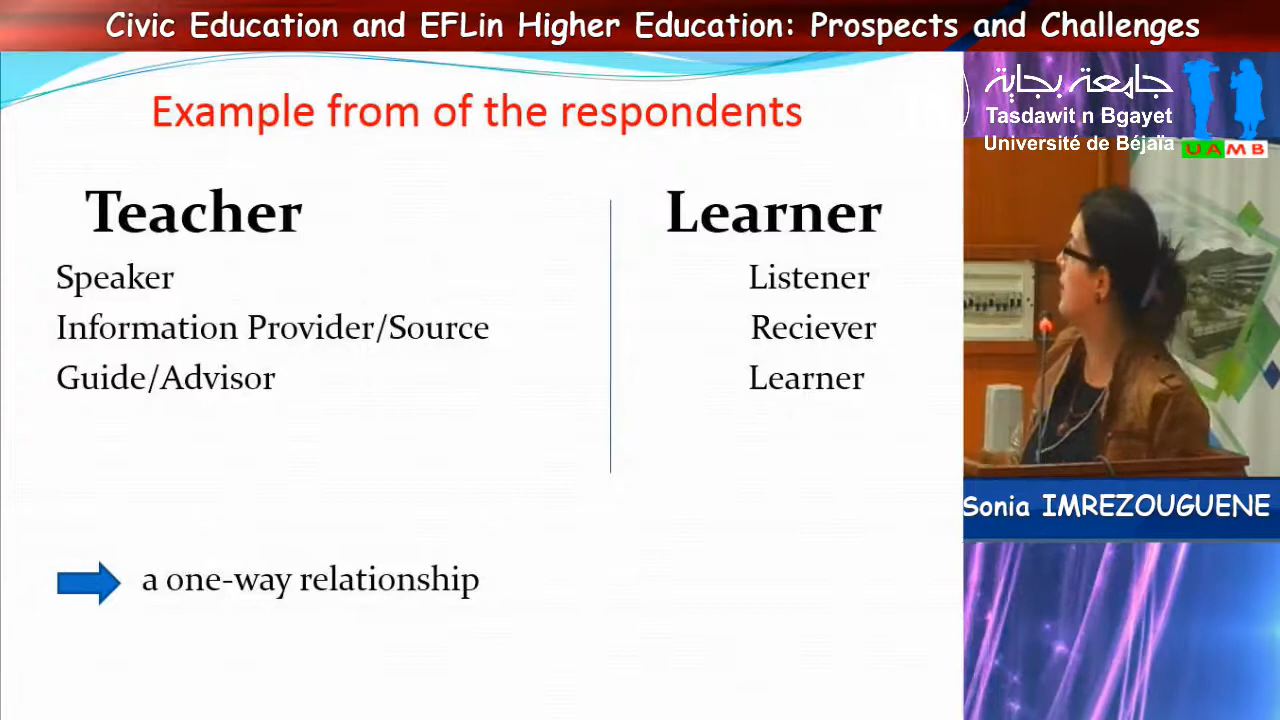 Civic Education and EFLin Higher Education: Prospects and Challenges
جامعة بجاية
Tasdawit n Bgayet
Université de Béjaïa
UAMB
Example from of the respondents
Teacher
Speaker
Information Provider/Source
Guide/Advisor
Learner
Listener
Reciever
Learner
a one-way relationship
Sonia IMREZOUGUENE